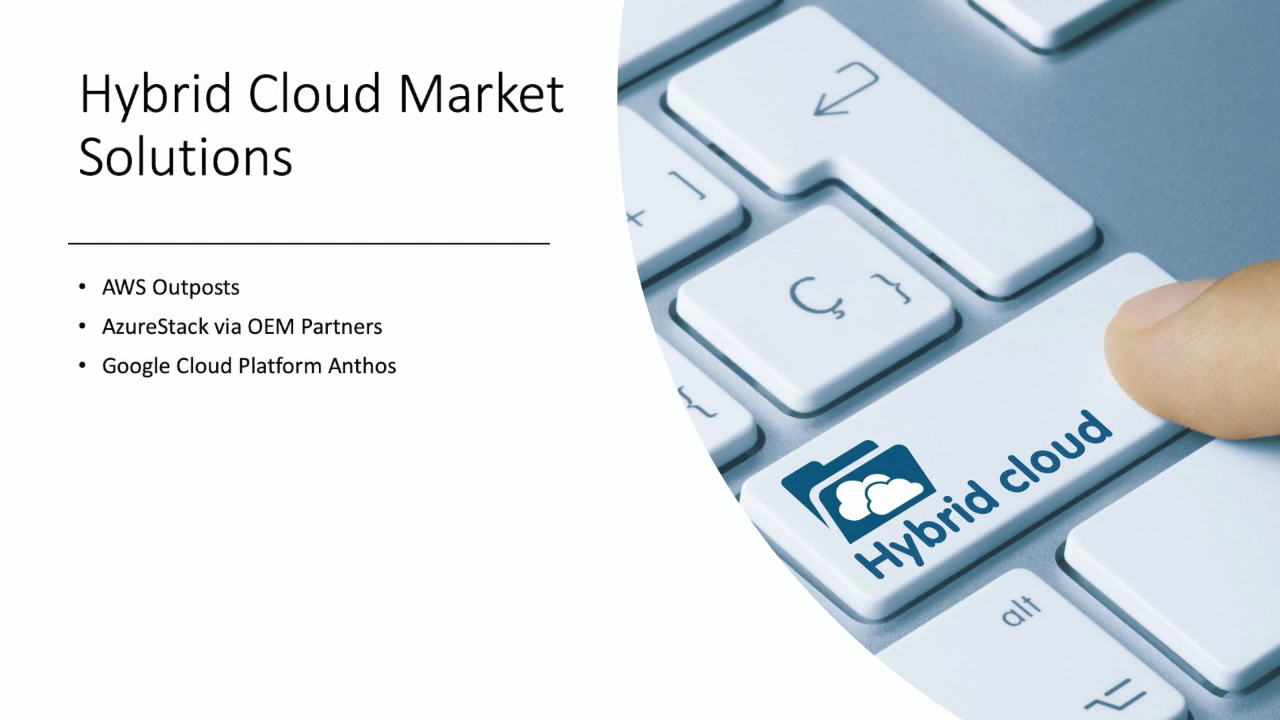 Hybrid Cloud Market
Solutions
• AWS Outposts
• AzureStack via OEM Partners
• Google Cloud Platform Anthos
+ ]
Ç }
Hybrid cloud
alt